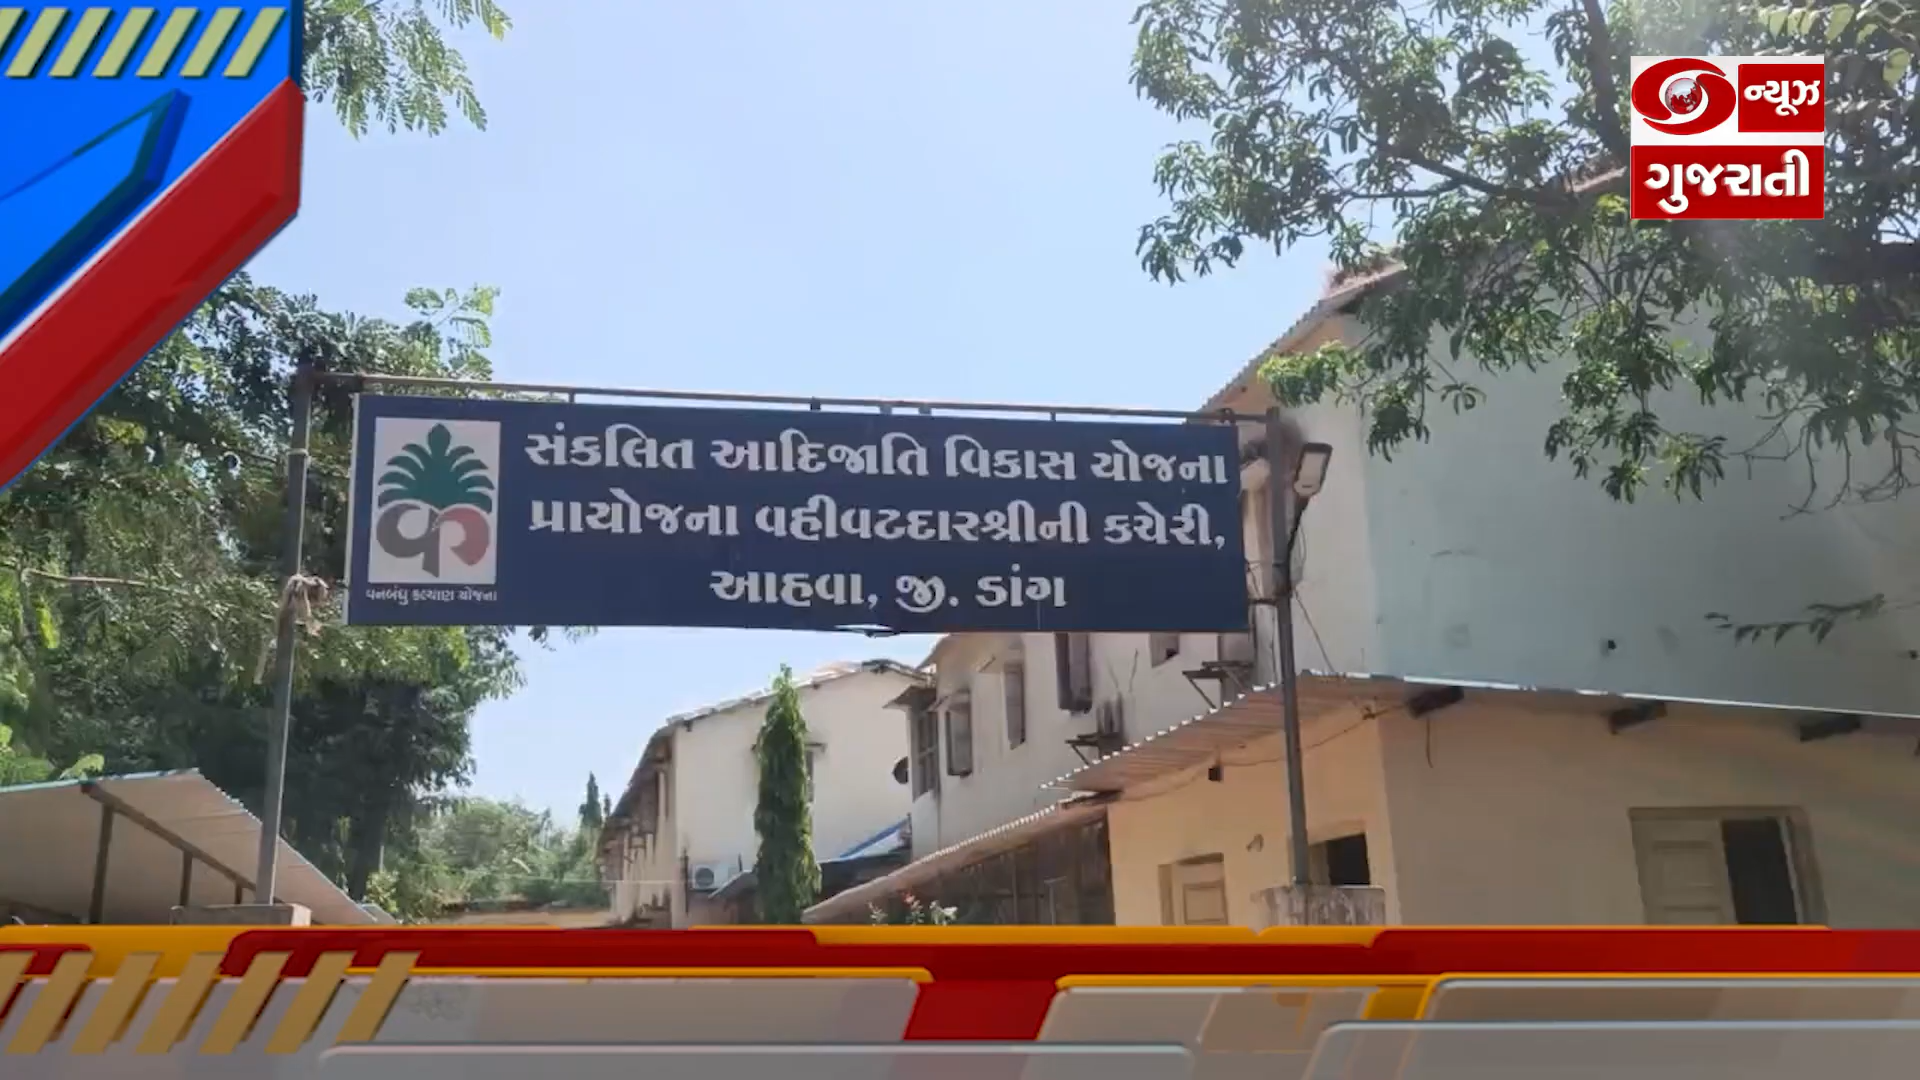 ન્યૂઝ
ગુજરાતી
સંકલિત આદિજાતિ વિકાસ યોજના
પ્રાયોજના વહીવટદારશ્રીની કચેરી,
આહવા, જી. ડાંગ
વનબંધુ કલ્યાણ યોજના